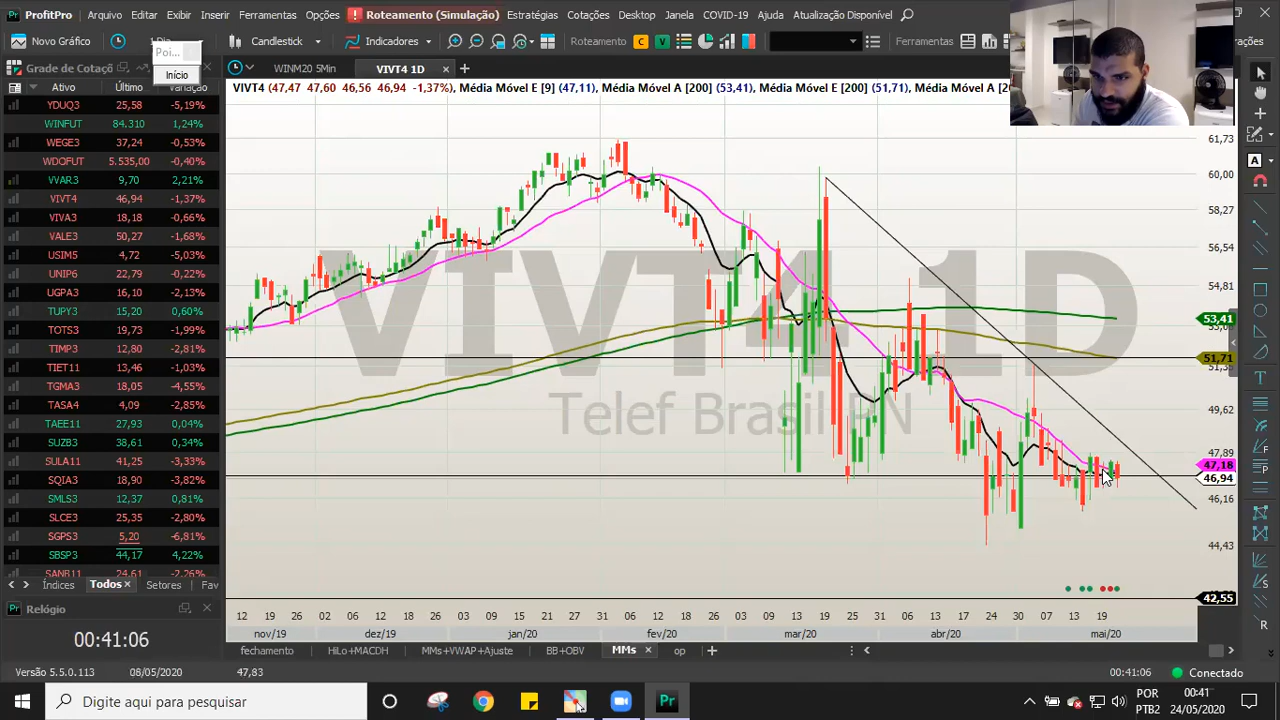 ProfitPro Arquivo Editar Exibir Inserir Ferramentas Opções Roteamento (Simulação) Estratégias Cotações Desktop Janela COVID-19 Ajuda Atualização Disponível
Novo Gráfico 1 Dia Candlestick Indicadores Roteamento C V Ferramentas
Poi...
Início
Grade de Cotaçõ WINM20 5Min VIVT4 1D
Ativo Último Variação
VIVT4 (47,47 47,60 46,56 46,94 -1,37%), Média Móvel E [9] (47,11), Média Móvel A [200] (53,41), Média Móvel E [200] (51,71), Média Móvel A [20
YDUQ3 25,58 -5,19%
WINFUT 84.310 1,24%
WEGE3 37,24 -0,53%
WDOFUT 5.535,00 -0,40%
VVAR3 9,70 2,21%
VIVT4 46,94 -1,37%
VIVA3 18,18 -0,66%
VALE3 50,27 -1,68%
USIM5 4,72 -5,03%
UNIP6 22,79 -0,22%
UGPA3 16,10 -2,13%
TUPY3 15,20 0,60%
TOTS3 19,73 -1,99%
TIMP3 12,80 -2,81%
TIET11 13,46 -1,03%
TGMA3 18,05 -4,55%
TASA4 4,09 -2,85%
TAEE11 27,93 0,04%
SUZB3 38,61 0,34%
SULA11 41,25 -3,33%
SQIA3 18,46 -3,90%
SMLS3 12,37 0,81%
SLCE3 25,35 -2,80%
SGPS3 5,20 -6,81%
SBSP3 44,17 4,22%
SANB11 24,61 -2,26%
Índices Todos Setores Fav
Relógio
00:41:06
VIVT4 1D
Telef Brasil PN
61,73
60,00
58,27
56,54
54,81
53,41
51,71
49,62
47,89
47,18
46,94
46,16
44,43
42,55
12 19 26 02 06 12 18 26 03 09 14 20 24 31 06 12 18 26 03 09 13 19 25 31 06 13 17 24 30 07 13 19
nov/19 dez/19 jan/20 fev/20 mar/20 abr/20 mai/20
fechamento HiLo+MACDH MMs+VWAP+Ajuste BB+OBV MMs op
Versão 5.5.0.113 08/05/2020 47,83 00:41:06 Conectado
Digite aqui para pesquisar
POR
PTB2
00:41
24/05/2020